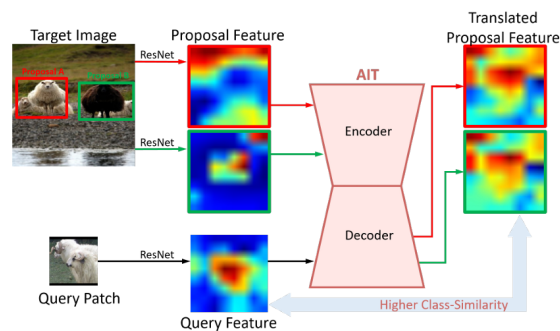 Target Image
Proposal Feature
Translated
Proposal Feature
ResNet
Proposal A
AIT
Encoder
ResNet
Decoder
ResNet
Query Patch
Query Feature
Higher Class-Similarity